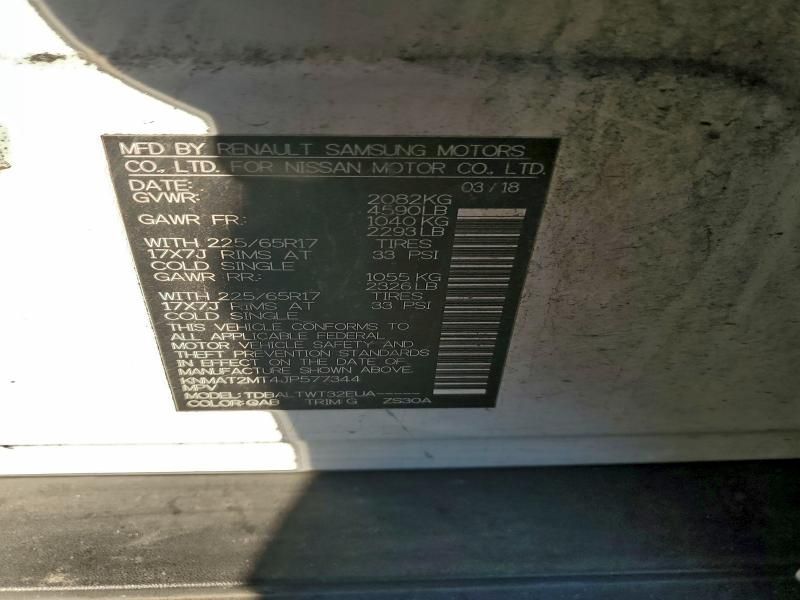 MFD BY RENAULT SAMSUNG MOTORS
CO., LTD. FOR NISSAN MOTOR CO., LTD.
DATE: 03/18
GVWR: 2082KG
4590LB
GAWR FR: 1040KG
2293LB
WITH 225/65R17 TIRES
17X7J RIMS AT 33 PSI
COLD SINGLE
GAWR RR: 1055KG
2326LB
WITH 225/65R17 TIRES
17X7J RIMS AT 33 PSI
COLD SINGLE
THIS VEHICLE CONFORMS TO
ALL APPLICABLE FEDERAL
MOTOR VEHICLE SAFETY AND
THEFT PREVENTION STANDARDS
IN EFFECT ON THE DATE OF
MANUFACTURE SHOWN ABOVE.
KNMAT2MT4JP577344
MPV
MODEL: TDBALTWT32EUA-----
COLOR: QAB TRIM: G ZS30A